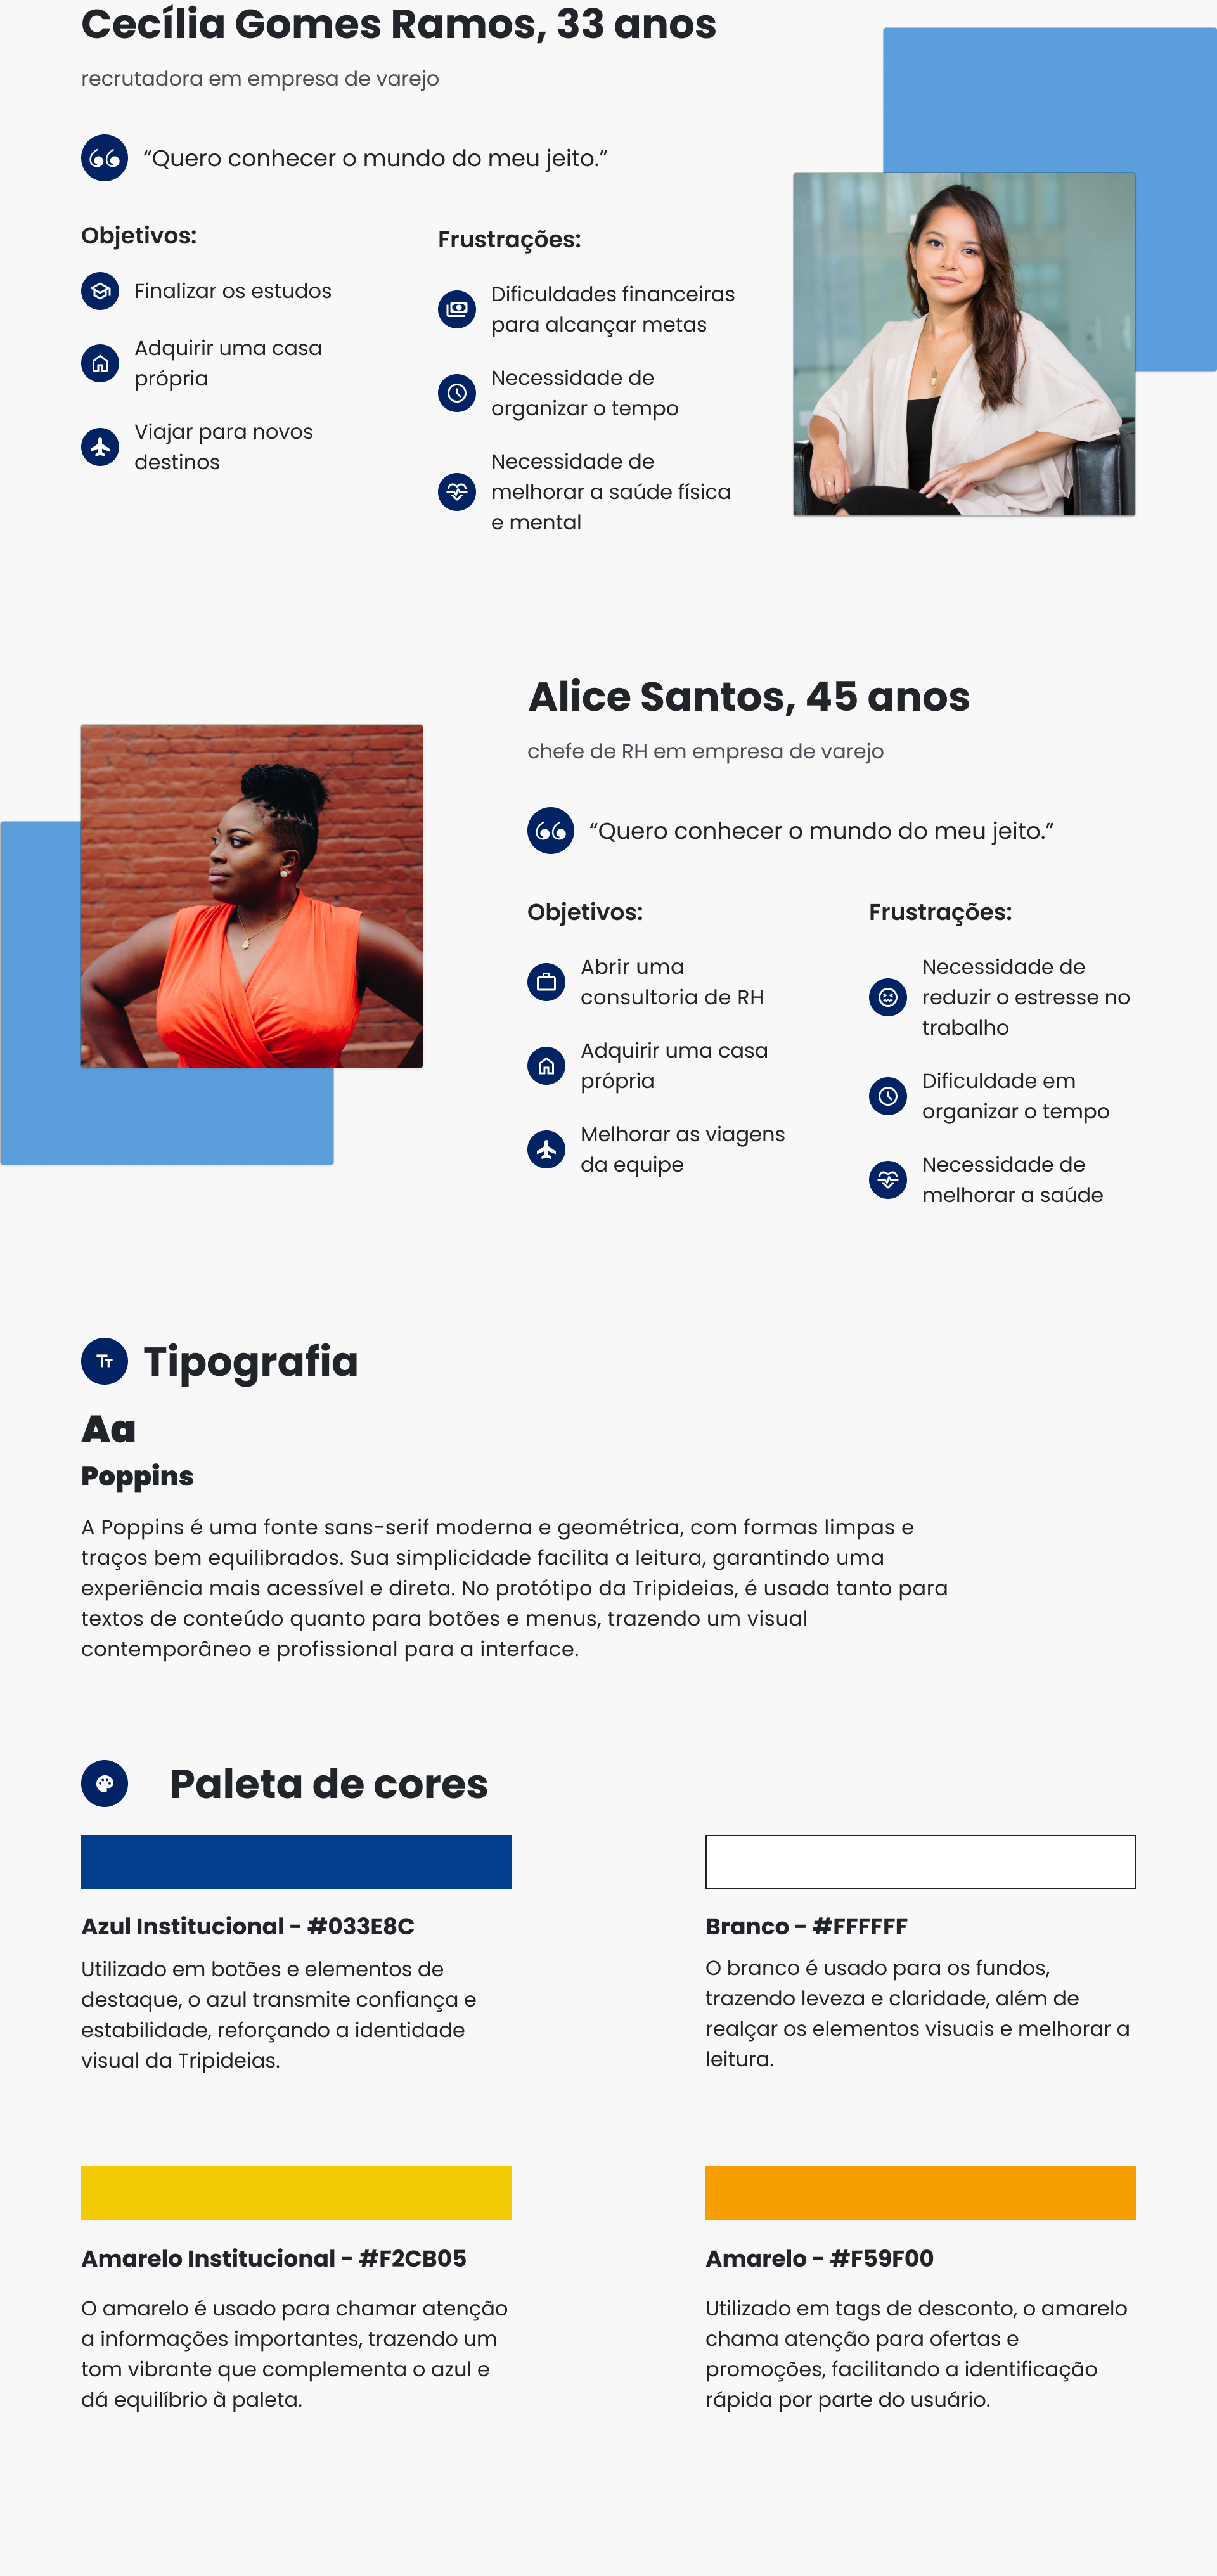 Cecília Gomes Ramos, 33 anos
recrutadora em empresa de varejo
“Quero conhecer o mundo do meu jeito.”
Objetivos:
Finalizar os estudos
Adquirir uma casa
própria
Viajar para novos
destinos
Frustrações:
Dificuldades financeiras
para alcançar metas
Necessidade de
organizar o tempo
Necessidade de
melhorar a saúde física
e mental
Alice Santos, 45 anos
chefe de RH em empresa de varejo
“Quero conhecer o mundo do meu jeito.”
Objetivos:
Abrir uma
consultoria de RH
Adquirir uma casa
própria
Melhorar as viagens
da equipe
Frustrações:
Necessidade de
reduzir o estresse no
trabalho
Dificuldade em
organizar o tempo
Necessidade de
melhorar a saúde
Tipografia
Aa
Poppins
A Poppins é uma fonte sans-serif moderna e geométrica, com formas limpas e
traços bem equilibrados. Sua simplicidade facilita a leitura, garantindo uma
experiência mais acessível e direta. No protótipo da Tripideias, é usada tanto para
textos de conteúdo quanto para botões e menus, trazendo um visual
contemporâneo e profissional para a interface.
Paleta de cores
Azul Institucional - #033E8C
Utilizado em botões e elementos de
destaque, o azul transmite confiança e
estabilidade, reforçando a identidade
visual da Tripideias.
Branco - #FFFFFF
O branco é usado para os fundos,
trazendo leveza e claridade, além de
realçar os elementos visuais e melhorar a
leitura.
Amarelo Institucional - #F2CB05
O amarelo é usado para chamar atenção
a informações importantes, trazendo um
tom vibrante que complementa o azul e
dá equilíbrio à paleta.
Amarelo - #F59F00
Utilizado em tags de desconto, o amarelo
chama atenção para ofertas e
promoções, facilitando a identificação
rápida por parte do usuário.